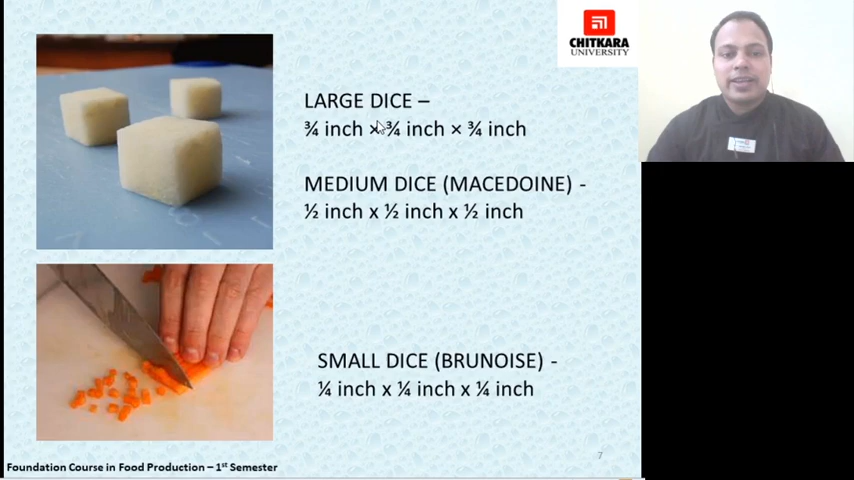 CHITKARA
UNIVERSITY
LARGE DICE –
¾ inch × ¾ inch × ¾ inch
MEDIUM DICE (MACEDOINE) -
½ inch x ½ inch x ½ inch
SMALL DICE (BRUNOISE) -
¼ inch x ¼ inch x ¼ inch
7
Foundation Course in Food Production – 1st Semester